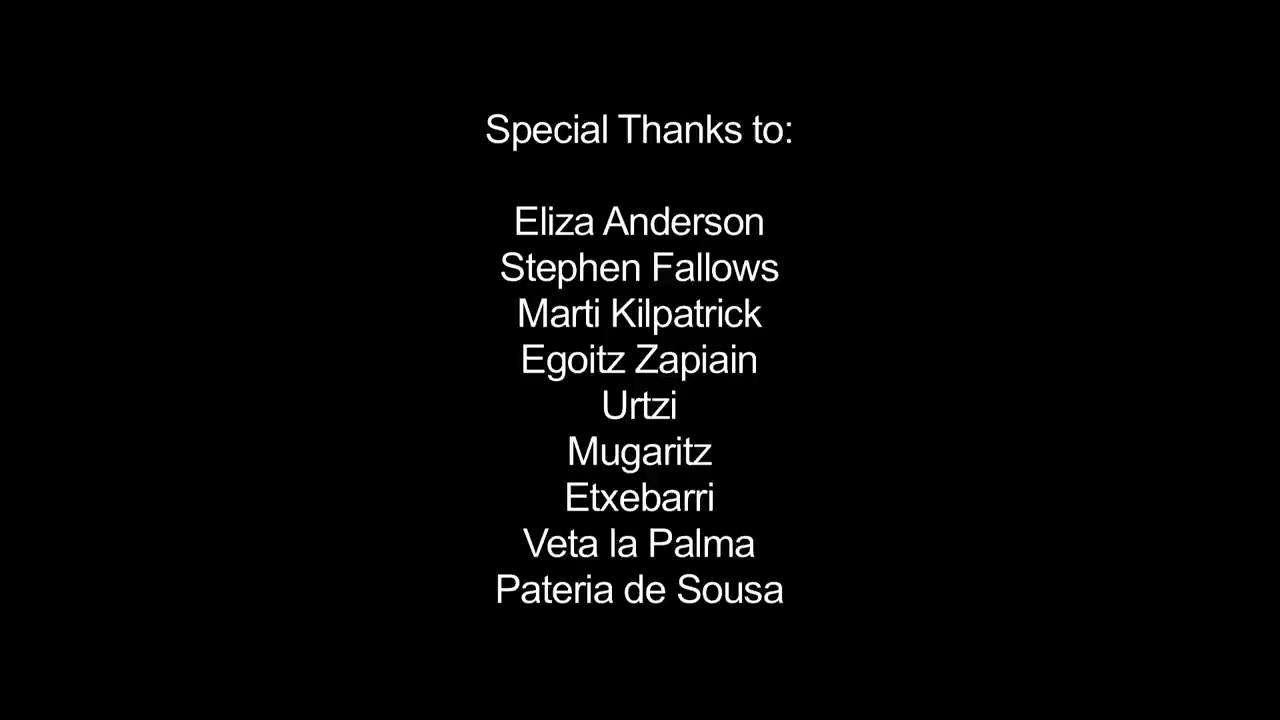 Special Thanks to:
Eliza Anderson
Stephen Fallows
Marti Kilpatrick
Egoitz Zapiain
Urtzi
Mugaritz
Etxebarri
Veta la Palma
Pateria de Sousa